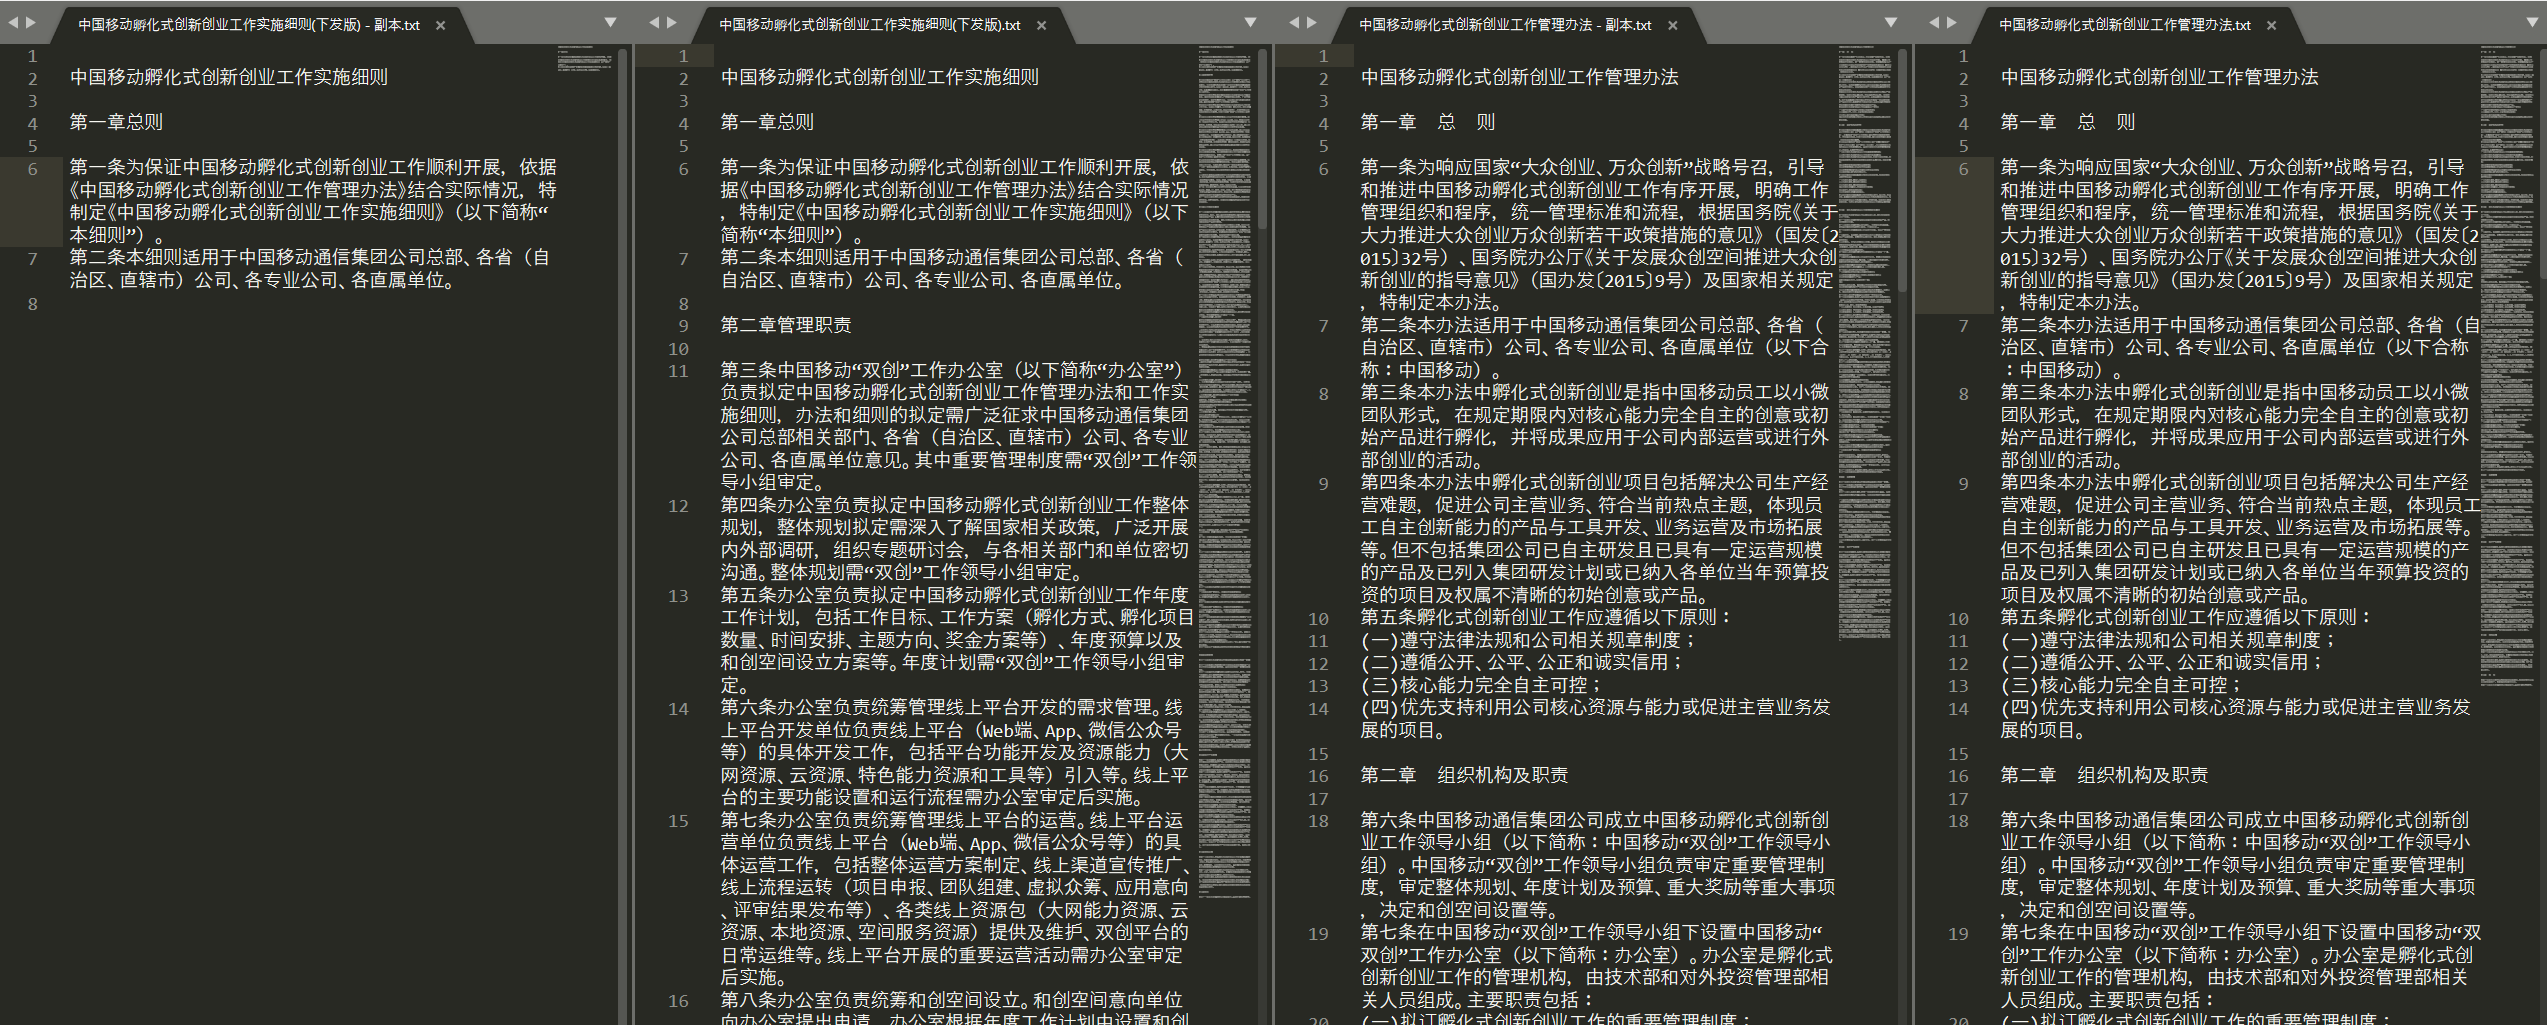 中国移动孵化式创新创业工作实施细则(下发版) - 副本.txt ×
1
2 中国移动孵化式创新创业工作实施细则
3
4 第一章总则
5
6 第一条为保证中国移动孵化式创新创业工作顺利开展，依据
《中国移动孵化式创新创业工作管理办法》结合实际情况，特
制定《中国移动孵化式创新创业工作实施细则》（以下简称“
本细则”）。
7 第二条本细则适用于中国移动通信集团公司总部、各省（自
治区、直辖市）公司、各专业公司、各直属单位。
8
中国移动孵化式创新创业工作实施细则(下发版).txt ×
1
2 中国移动孵化式创新创业工作实施细则
3
4 第一章总则
5
6 第一条为保证中国移动孵化式创新创业工作顺利开展，依
据《中国移动孵化式创新创业工作管理办法》结合实际情况
，特制定《中国移动孵化式创新创业工作实施细则》（以下
简称“本细则”）。
7 第二条本细则适用于中国移动通信集团公司总部、各省（
自治区、直辖市）公司、各专业公司、各直属单位。
8
9 第二章管理职责
10
11 第三条中国移动“双创”工作办公室（以下简称“办公室”）
负责拟定中国移动孵化式创新创业工作管理办法和工作实
施细则，办法和细则的拟定需广泛征求中国移动通信集团
公司总部相关部门、各省（自治区、直辖市）公司、各专业
公司、各直属单位意见。其中重要管理制度需“双创”工作领
导小组审定。
12 第四条办公室负责拟定中国移动孵化式创新创业工作整体
规划，整体规划拟定需深入了解国家相关政策，广泛开展
内外部调研，组织专题研讨会，与各相关部门和单位密切
沟通。整体规划需“双创”工作领导小组审定。
13 第五条办公室负责拟定中国移动孵化式创新创业工作年度
工作计划，包括工作目标、工作方案（孵化方式、孵化项目
数量、时间安排、主题方向、奖金方案等）、年度预算以及
和创空间设立方案等。年度计划需“双创”工作领导小组审
定。
14 第六条办公室负责统筹管理线上平台开发的需求管理。线
上平台开发单位负责线上平台（Web端、App、微信公众号
等）的具体开发工作，包括平台功能开发及资源能力（大
网资源、云资源、特色能力资源和工具等）引入等。线上平
台的主要功能设置和运行流程需办公室审定后实施。
15 第七条办公室负责统筹管理线上平台的运营。线上平台运
营单位负责线上平台（Web端、App、微信公众号等）的具
体运营工作，包括整体运营方案制定、线上渠道宣传推广、
线上流程运转（项目申报、团队组建、虚拟众筹、应用意向
、评审结果发布等）、各类线上资源包（大网能力资源、云
资源、本地资源、空间服务资源）提供及维护、双创平台的
日常运维等。线上平台开展的重要运营活动需办公室审定
后实施。
16 第八条办公室负责统筹和创空间设立。和创空间意向单位
向办公室提出申请，办公室根据年度工作计划中设置和创
中国移动孵化式创新创业工作管理办法 - 副本.txt ×
1
2 中国移动孵化式创新创业工作管理办法
3
4 第一章 总 则
5
6 第一条为响应国家“大众创业、万众创新”战略号召，引导
和推进中国移动孵化式创新创业工作有序开展，明确工作
管理组织和程序，统一管理标准和流程，根据国务院《关于
大力推进大众创业万众创新若干政策措施的意见》（国发〔2
015〕32号）、国务院办公厅《关于发展众创空间推进大众创
新创业的指导意见》（国办发〔2015〕9号）及国家相关规定
，特制定本办法。
7 第二条本办法适用于中国移动通信集团公司总部、各省（
自治区、直辖市）公司、各专业公司、各直属单位（以下合
称：中国移动）。
8 第三条本办法中孵化式创新创业是指中国移动员工以小微
团队形式，在规定期限内对核心能力完全自主的创意或初
始产品进行孵化，并将成果应用于公司内部运营或进行外
部创业的活动。
9 第四条本办法中孵化式创新创业项目包括解决公司生产经
营难题，促进公司主营业务、符合当前热点主题，体现员
工自主创新能力的产品与工具开发、业务运营及市场拓展
等。但不包括集团公司已自主研发且已具有一定运营规模
的产品及已列入集团研发计划或已纳入各单位当年预算投
资的项目及权属不清晰的初始创意或产品。
10 第五条孵化式创新创业工作应遵循以下原则：
11 (一)遵守法律法规和公司相关规章制度；
12 (二)遵循公开、公平、公正和诚实信用；
13 (三)核心能力完全自主可控；
14 (四)优先支持利用公司核心资源与能力或促进主营业务发
展的项目。
15
16 第二章 组织机构及职责
17
18 第六条中国移动通信集团公司成立中国移动孵化式创新创
业工作领导小组（以下简称：中国移动“双创”工作领导小
组）。中国移动“双创”工作领导小组负责审定重要管理制
度，审定整体规划、年度计划及预算、重大奖励等重大事项
，决定和创空间设置等。
19 第七条在中国移动“双创”工作领导小组下设置中国移动“
双创”工作办公室（以下简称：办公室）。办公室是孵化式
创新创业工作的管理机构，由技术部和对外投资管理部相
关人员组成。主要职责包括：
20 (一)拟订孵化式创新创业工作的重要管理制度；
中国移动孵化式创新创业工作管理办法.txt ×
1
2 中国移动孵化式创新创业工作管理办法
3
4 第一章 总 则
5
6 第一条为响应国家“大众创业、万众创新”战略号召，引导
和推进中国移动孵化式创新创业工作有序开展，明确工作
管理组织和程序，统一管理标准和流程，根据国务院《关于
大力推进大众创业万众创新若干政策措施的意见》（国发〔2
015〕32号）、国务院办公厅《关于发展众创空间推进大众创
新创业的指导意见》（国办发〔2015〕9号）及国家相关规定
，特制定本办法。
7 第二条本办法适用于中国移动通信集团公司总部、各省（自
治区、直辖市）公司、各专业公司、各直属单位（以下合称
：中国移动）。
8 第三条本办法中孵化式创新创业是指中国移动员工以小微
团队形式，在规定期限内对核心能力完全自主的创意或初
始产品进行孵化，并将成果应用于公司内部运营或进行外
部创业的活动。
9 第四条本办法中孵化式创新创业项目包括解决公司生产经
营难题，促进公司主营业务、符合当前热点主题，体现员工
自主创新能力的产品与工具开发、业务运营及市场拓展等。
但不包括集团公司已自主研发且已具有一定运营规模的产
品及已列入集团研发计划或已纳入各单位当年预算投资的
项目及权属不清晰的初始创意或产品。
10 第五条孵化式创新创业工作应遵循以下原则：
11 (一)遵守法律法规和公司相关规章制度；
12 (二)遵循公开、公平、公正和诚实信用；
13 (三)核心能力完全自主可控；
14 (四)优先支持利用公司核心资源与能力或促进主营业务发
展的项目。
15
16 第二章 组织机构及职责
17
18 第六条中国移动通信集团公司成立中国移动孵化式创新创
业工作领导小组（以下简称：中国移动“双创”工作领导小
组）。中国移动“双创”工作领导小组负责审定重要管理制
度，审定整体规划、年度计划及预算、重大奖励等重大事项
，决定和创空间设置等。
19 第七条在中国移动“双创”工作领导小组下设置中国移动“双
创”工作办公室（以下简称：办公室）。办公室是孵化式创
新创业工作的管理机构，由技术部和对外投资管理部相关
人员组成。主要职责包括：
20 (一)拟订孵化式创新创业工作的重要管理制度；